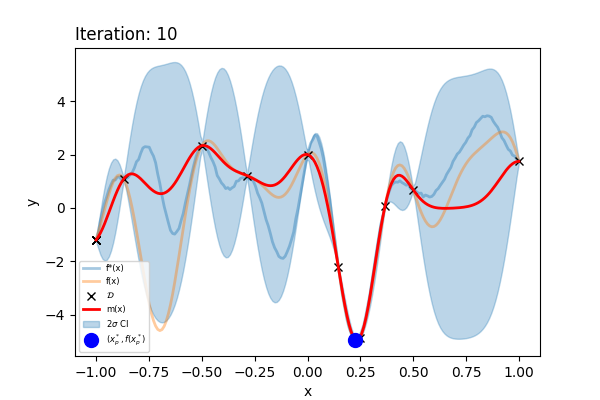 Iteration: 10
y
4
2
0
−2
−4
f*(x)
f(x)
𝒟
m(x)
2σ CI
(x*ₚ, f(x*ₚ))
−1.00 −0.75 −0.50 −0.25 0.00 0.25 0.50 0.75 1.00
x